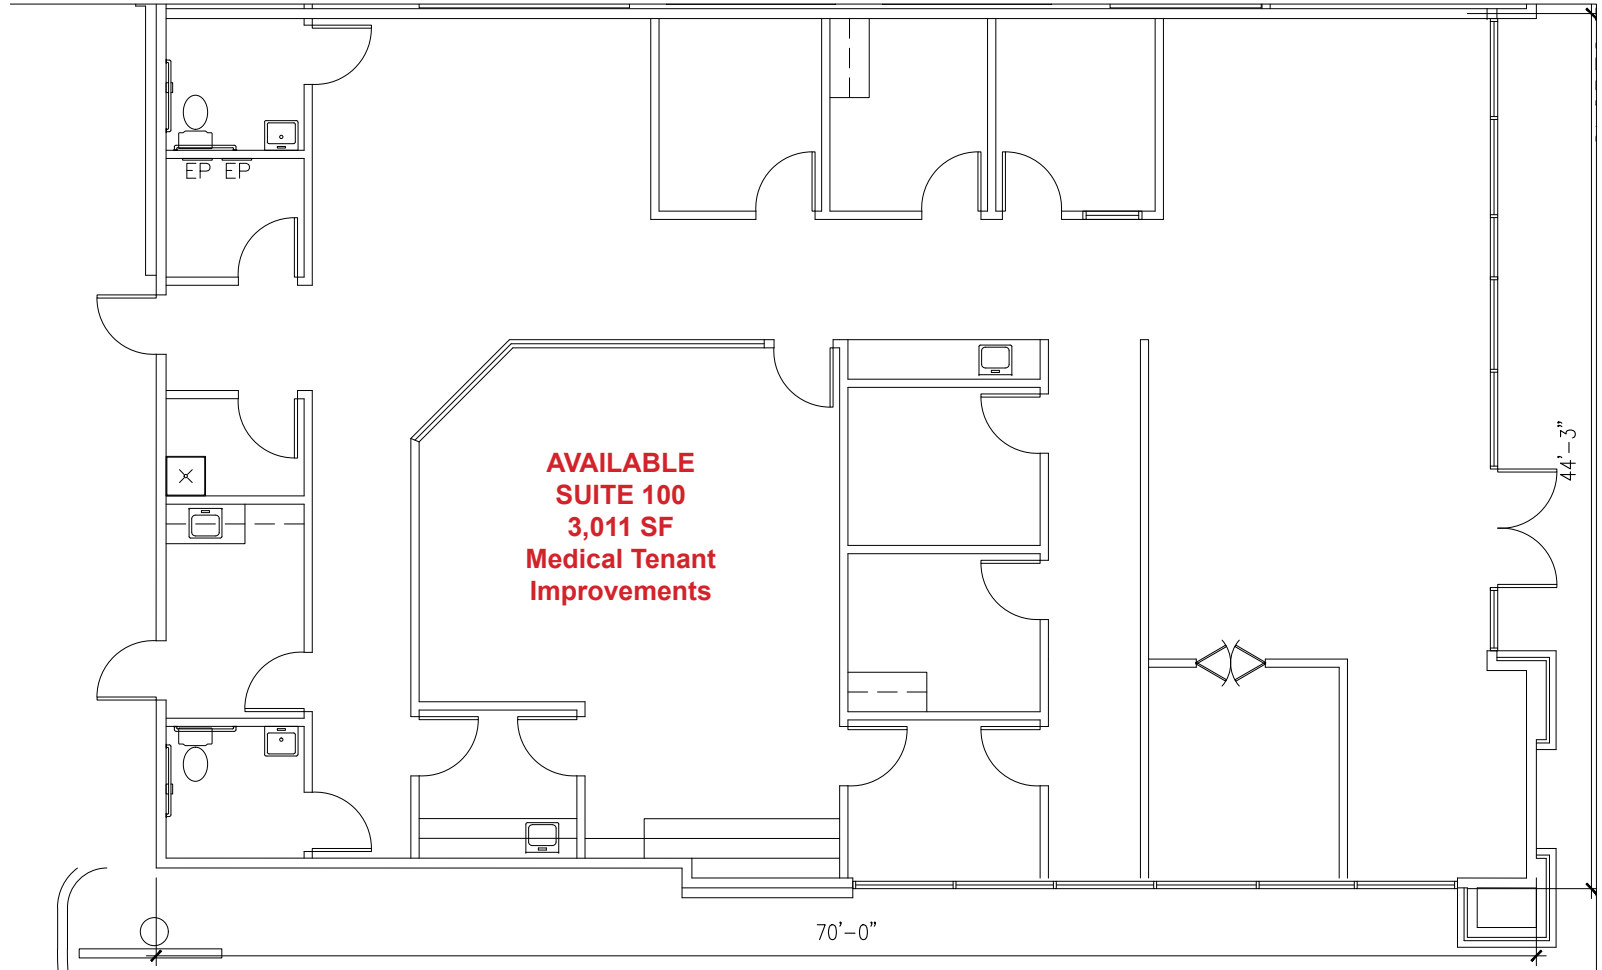 EP EP
AVAILABLE
SUITE 100
3,011 SF
Medical Tenant
Improvements
44'-3"
70'-0"